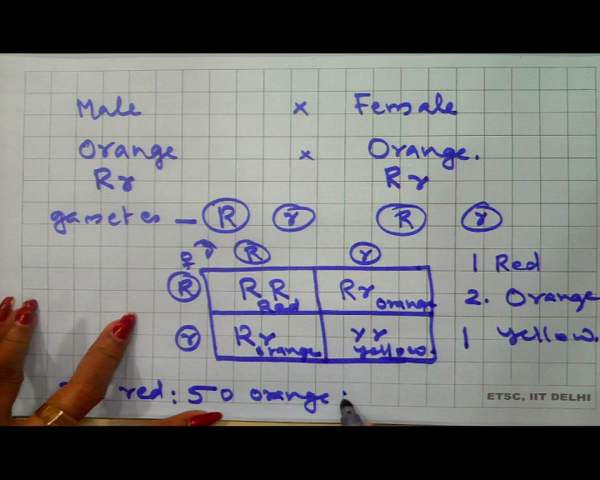 Male × Female
Orange × Orange.
Rr Rr
gametes — R r R r
♀ ♂ R r
R RR Red Rr orange
r Rr orange rr yellow.
1 Red
2. Orange
1 yellow.
red : 50 orange :
ETSC, IIT DELHI